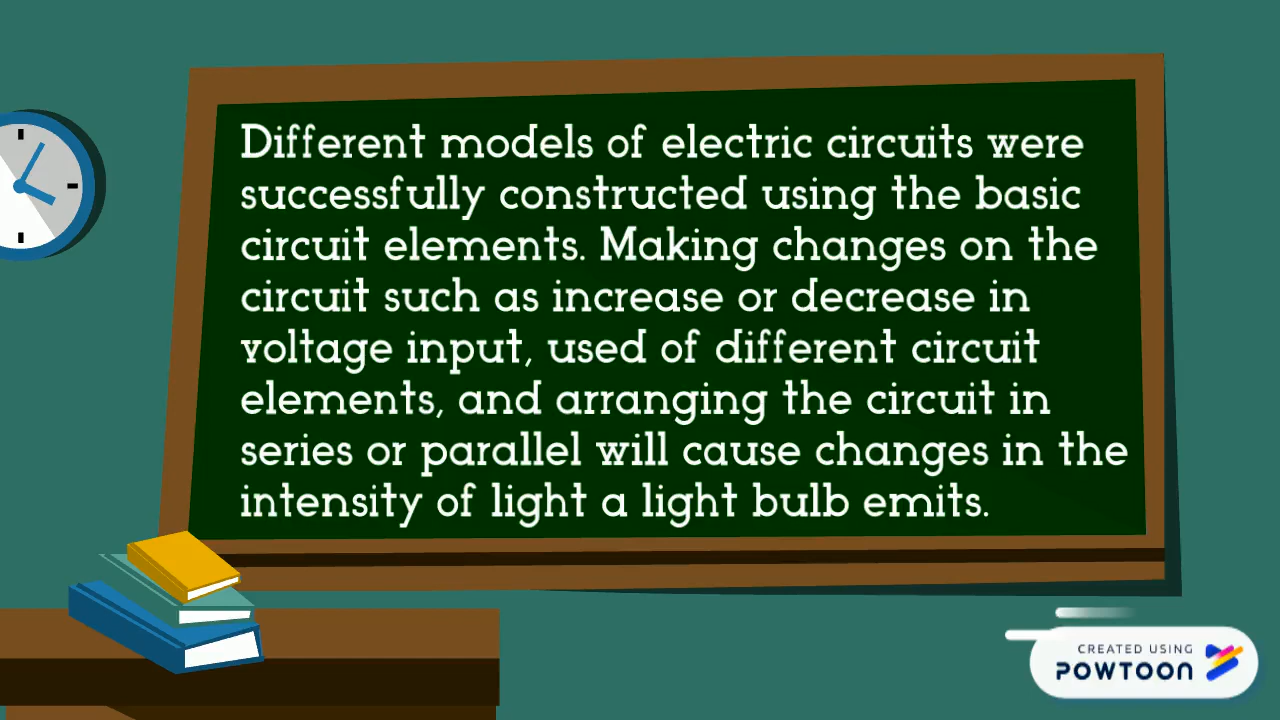 Different models of electric circuits were
successfully constructed using the basic
circuit elements. Making changes on the
circuit such as increase or decrease in
voltage input, used of different circuit
elements, and arranging the circuit in
series or parallel will cause changes in the
intensity of light a light bulb emits.
CREATED USING
POWTOON